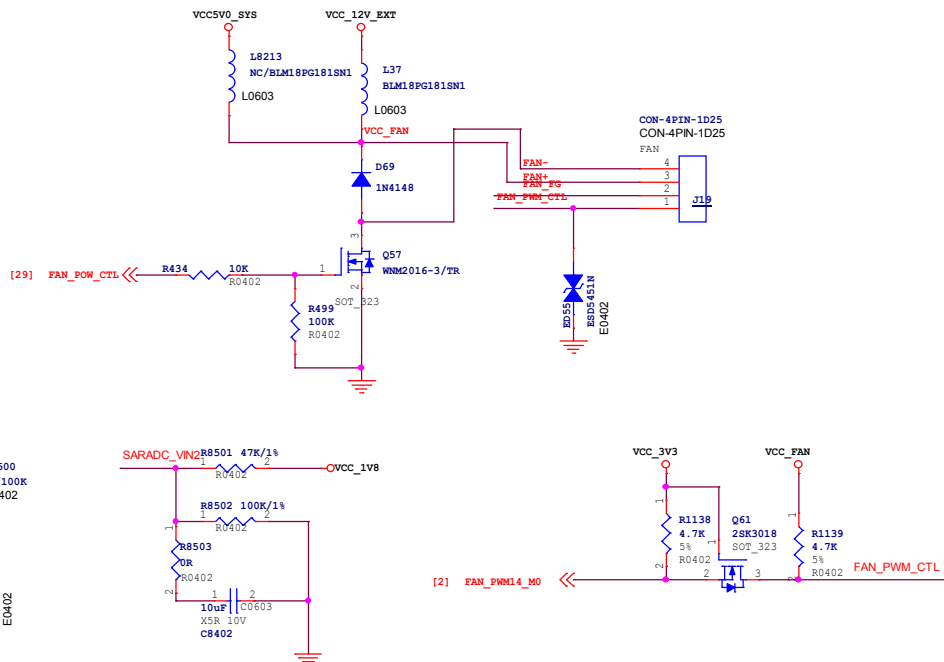 VCC5V0_SYS
VCC_12V_EXT
L8213
NC/BLM18PG181SN1
L0603
L37
BLM18PG181SN1
L0603
VCC_FAN
D69
1N4148
CON-4PIN-1D25
CON-4PIN-1D25
FAN
FAN- 4
FAN+ 3
FAN_FG 2
FAN_PWM_CTL 1
J19
3
Q57
WNM2016-3/TR
1
2
SOT_323
[29] FAN_POW_CTL
R434 10K
R0402
R499
100K
R0402
ED55
ESD5451N
E0402
SARADC_VIN2
R8501 47K/1%
1 2
R0402
VCC_1V8
500
/100K
402
R8502 100K/1%
1 2
R0402
1
R8503
0R
R0402
2
1 2
10uF C0603
X5R 10V
C8402
E0402
VCC_3V3
VCC_FAN
1
R1138
4.7K
5%
R0402
2
Q61
2SK3018
SOT_323
1
2 3
1
R1139
4.7K
5%
R0402
2
[2] FAN_PWM14_M0
FAN_PWM_CTL